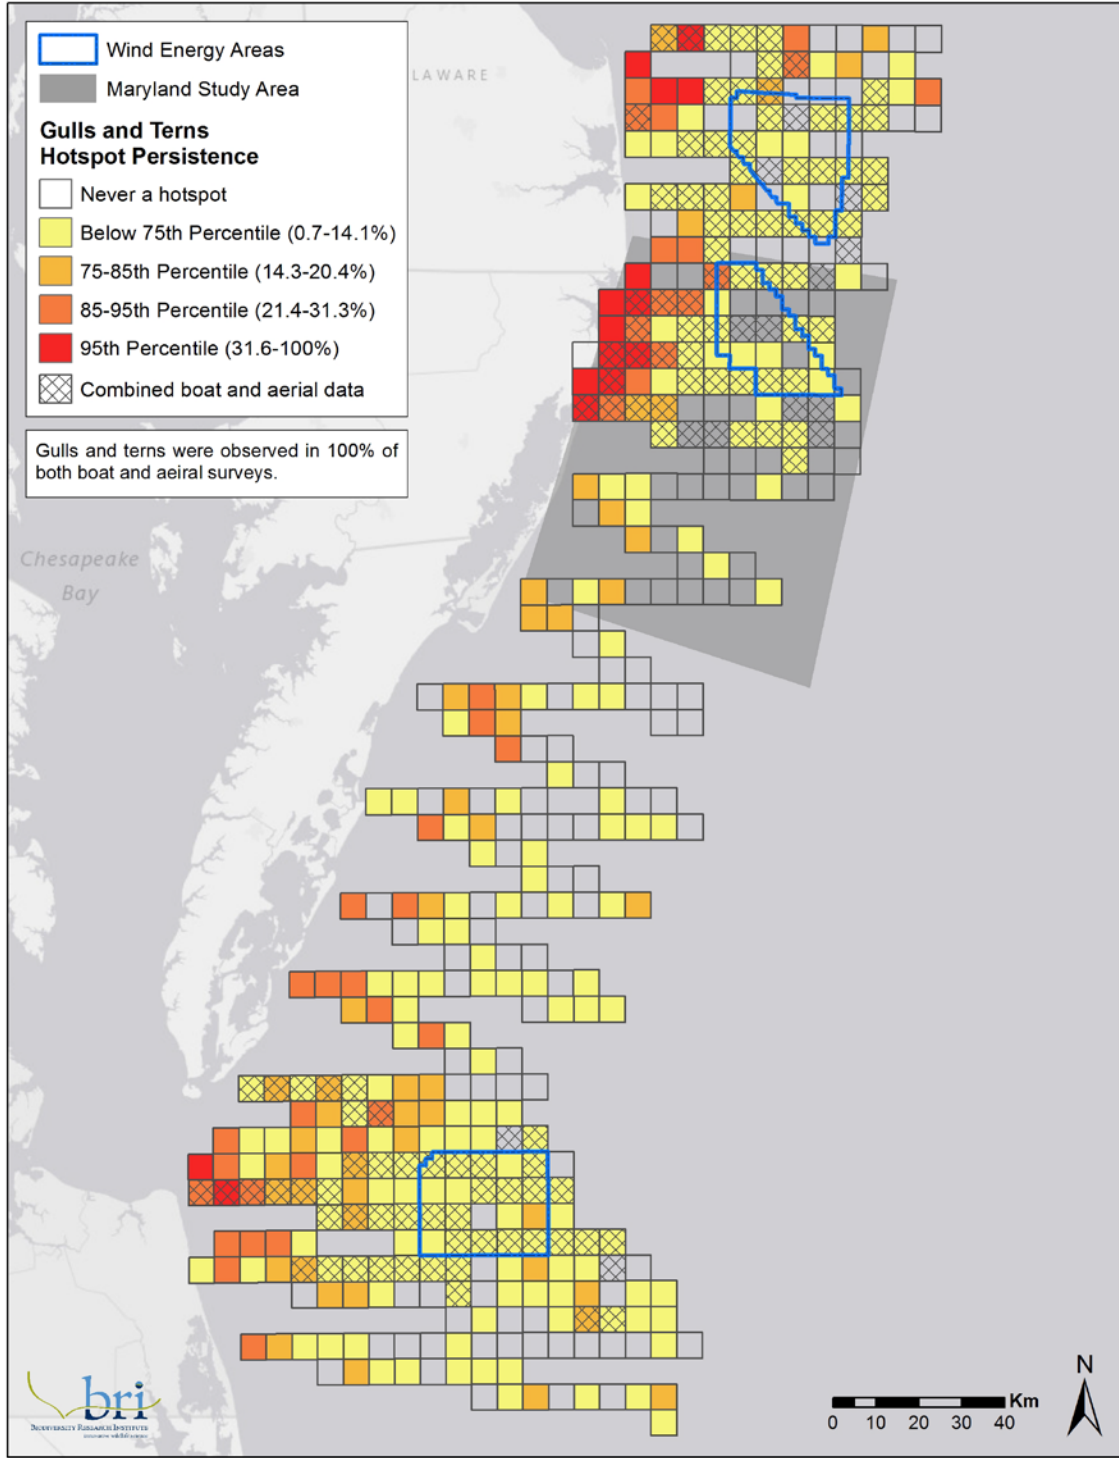 Wind Energy Areas
Maryland Study Area
Gulls and Terns
Hotspot Persistence
Never a hotspot
Below 75th Percentile (0.7-14.1%)
75-85th Percentile (14.3-20.4%)
85-95th Percentile (21.4-31.3%)
95th Percentile (31.6-100%)
Combined boat and aerial data
Gulls and terns were observed in 100% of
both boat and aeiral surveys.
LAWARE
Chesapeake
Bay
bri
BIODIVERSITY RESEARCH INSTITUTE
N
Km
0 10 20 30 40